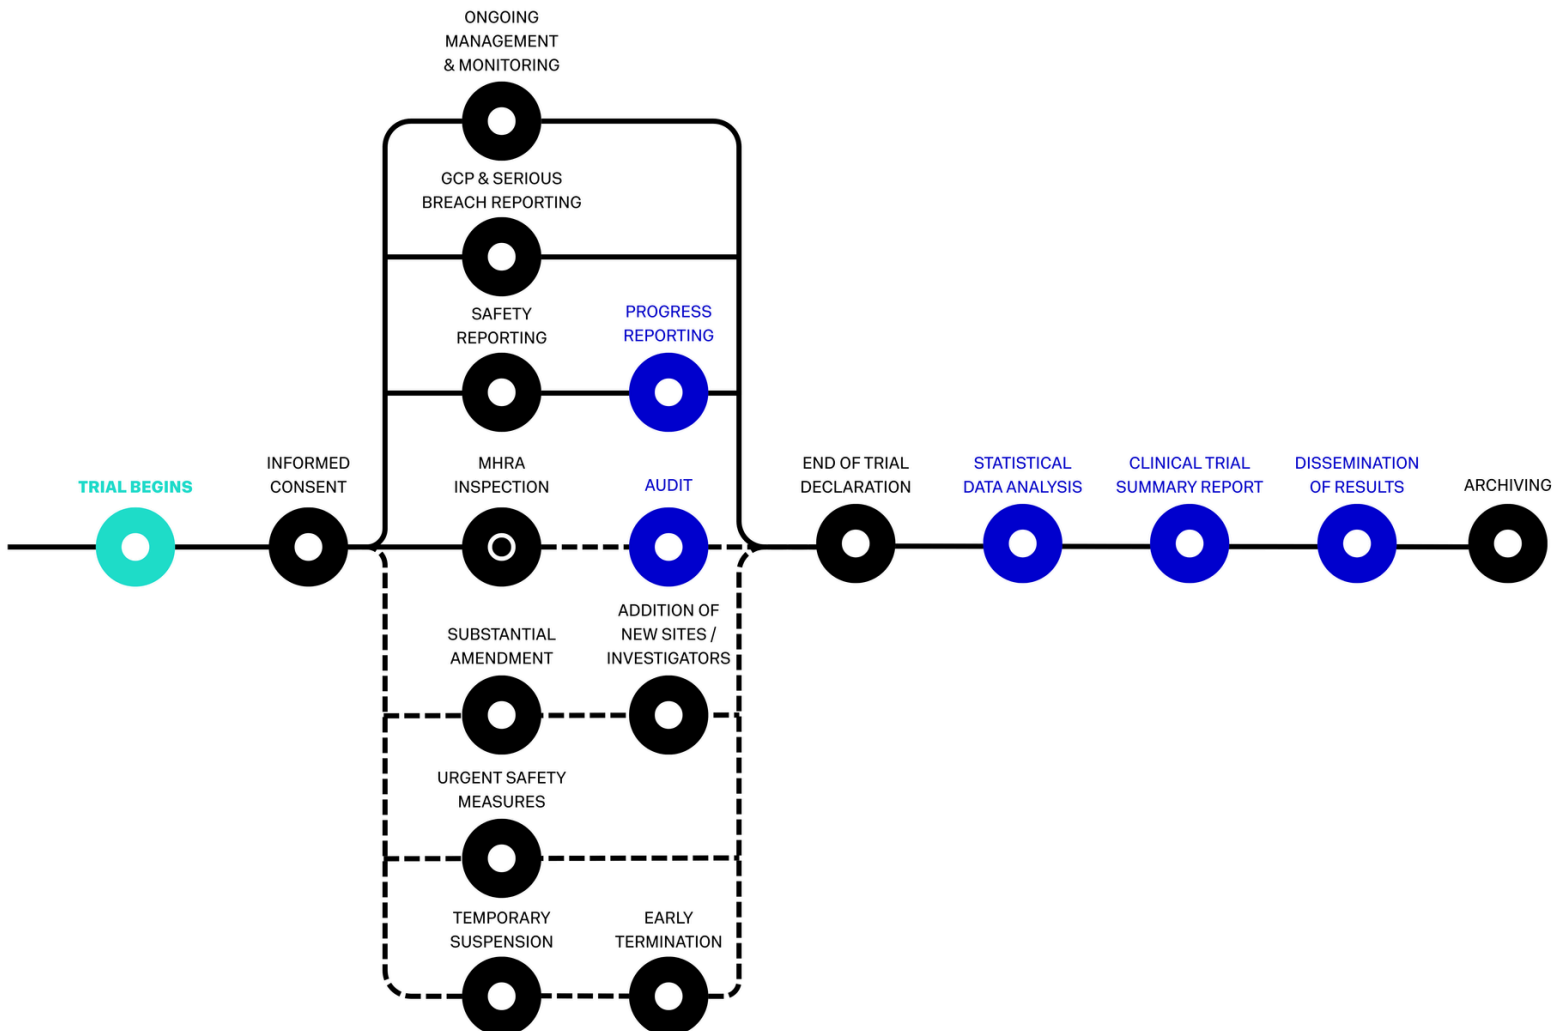 ONGOING
MANAGEMENT
& MONITORING
GCP & SERIOUS
BREACH REPORTING
SAFETY
REPORTING
PROGRESS
REPORTING
TRIAL BEGINS
INFORMED
CONSENT
MHRA
INSPECTION
AUDIT
END OF TRIAL
DECLARATION
STATISTICAL
DATA ANALYSIS
CLINICAL TRIAL
SUMMARY REPORT
DISSEMINATION
OF RESULTS
ARCHIVING
SUBSTANTIAL
AMENDMENT
ADDITION OF
NEW SITES /
INVESTIGATORS
URGENT SAFETY
MEASURES
TEMPORARY
SUSPENSION
EARLY
TERMINATION